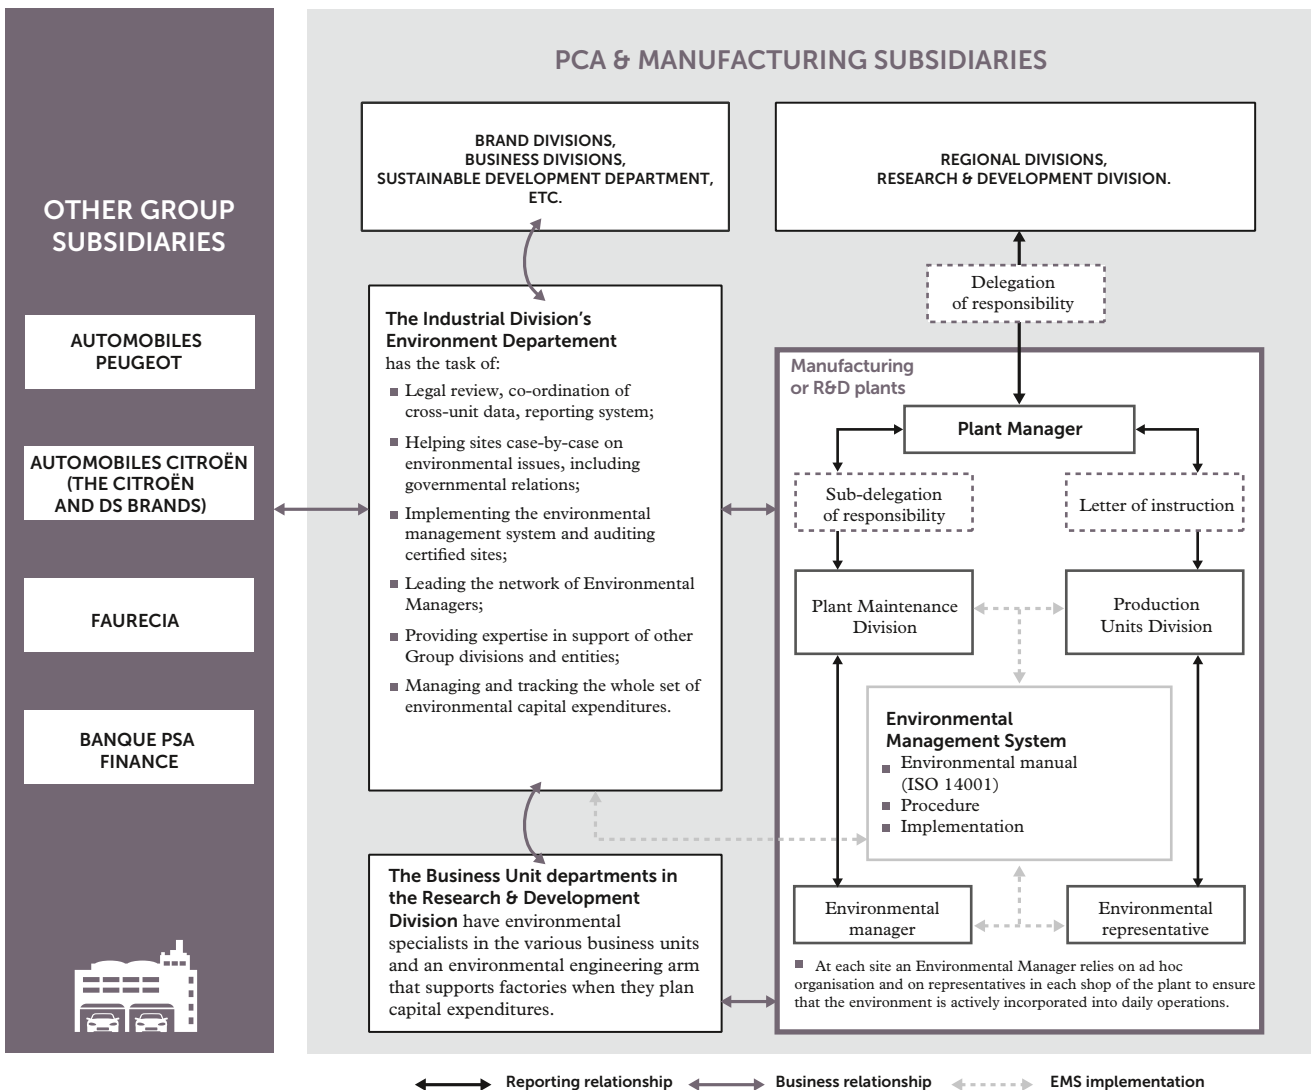 OTHER GROUP
SUBSIDIARIES
AUTOMOBILES
PEUGEOT
AUTOMOBILES CITROËN
(THE CITROËN
AND DS BRANDS)
FAURECIA
BANQUE PSA
FINANCE
PCA & MANUFACTURING SUBSIDIARIES
BRAND DIVISIONS,
BUSINESS DIVISIONS,
SUSTAINABLE DEVELOPMENT DEPARTMENT,
ETC.
REGIONAL DIVISIONS,
RESEARCH & DEVELOPMENT DIVISION.
The Industrial Division's
Environment Departement
has the task of:
■ Legal review, co-ordination of
cross-unit data, reporting system;
■ Helping sites case-by-case on
environmental issues, including
governmental relations;
■ Implementing the environmental
management system and auditing
certified sites;
■ Leading the network of Environmental
Managers;
■ Providing expertise in support of other
Group divisions and entities;
■ Managing and tracking the whole set of
environmental capital expenditures.
The Business Unit departments in
the Research & Development
Division have environmental
specialists in the various business units
and an environmental engineering arm
that supports factories when they plan
capital expenditures.
Delegation
of responsibility
Manufacturing
or R&D plants
Plant Manager
Sub-delegation
of responsibility
Letter of instruction
Plant Maintenance
Division
Production
Units Division
Environmental
Management System
■ Environmental manual
(ISO 14001)
■ Procedure
■ Implementation
Environmental
manager
Environmental
representative
■ At each site an Environmental Manager relies on ad hoc
organisation and on representatives in each shop of the plant to ensure
that the environment is actively incorporated into daily operations.
Reporting relationship
Business relationship
EMS implementation